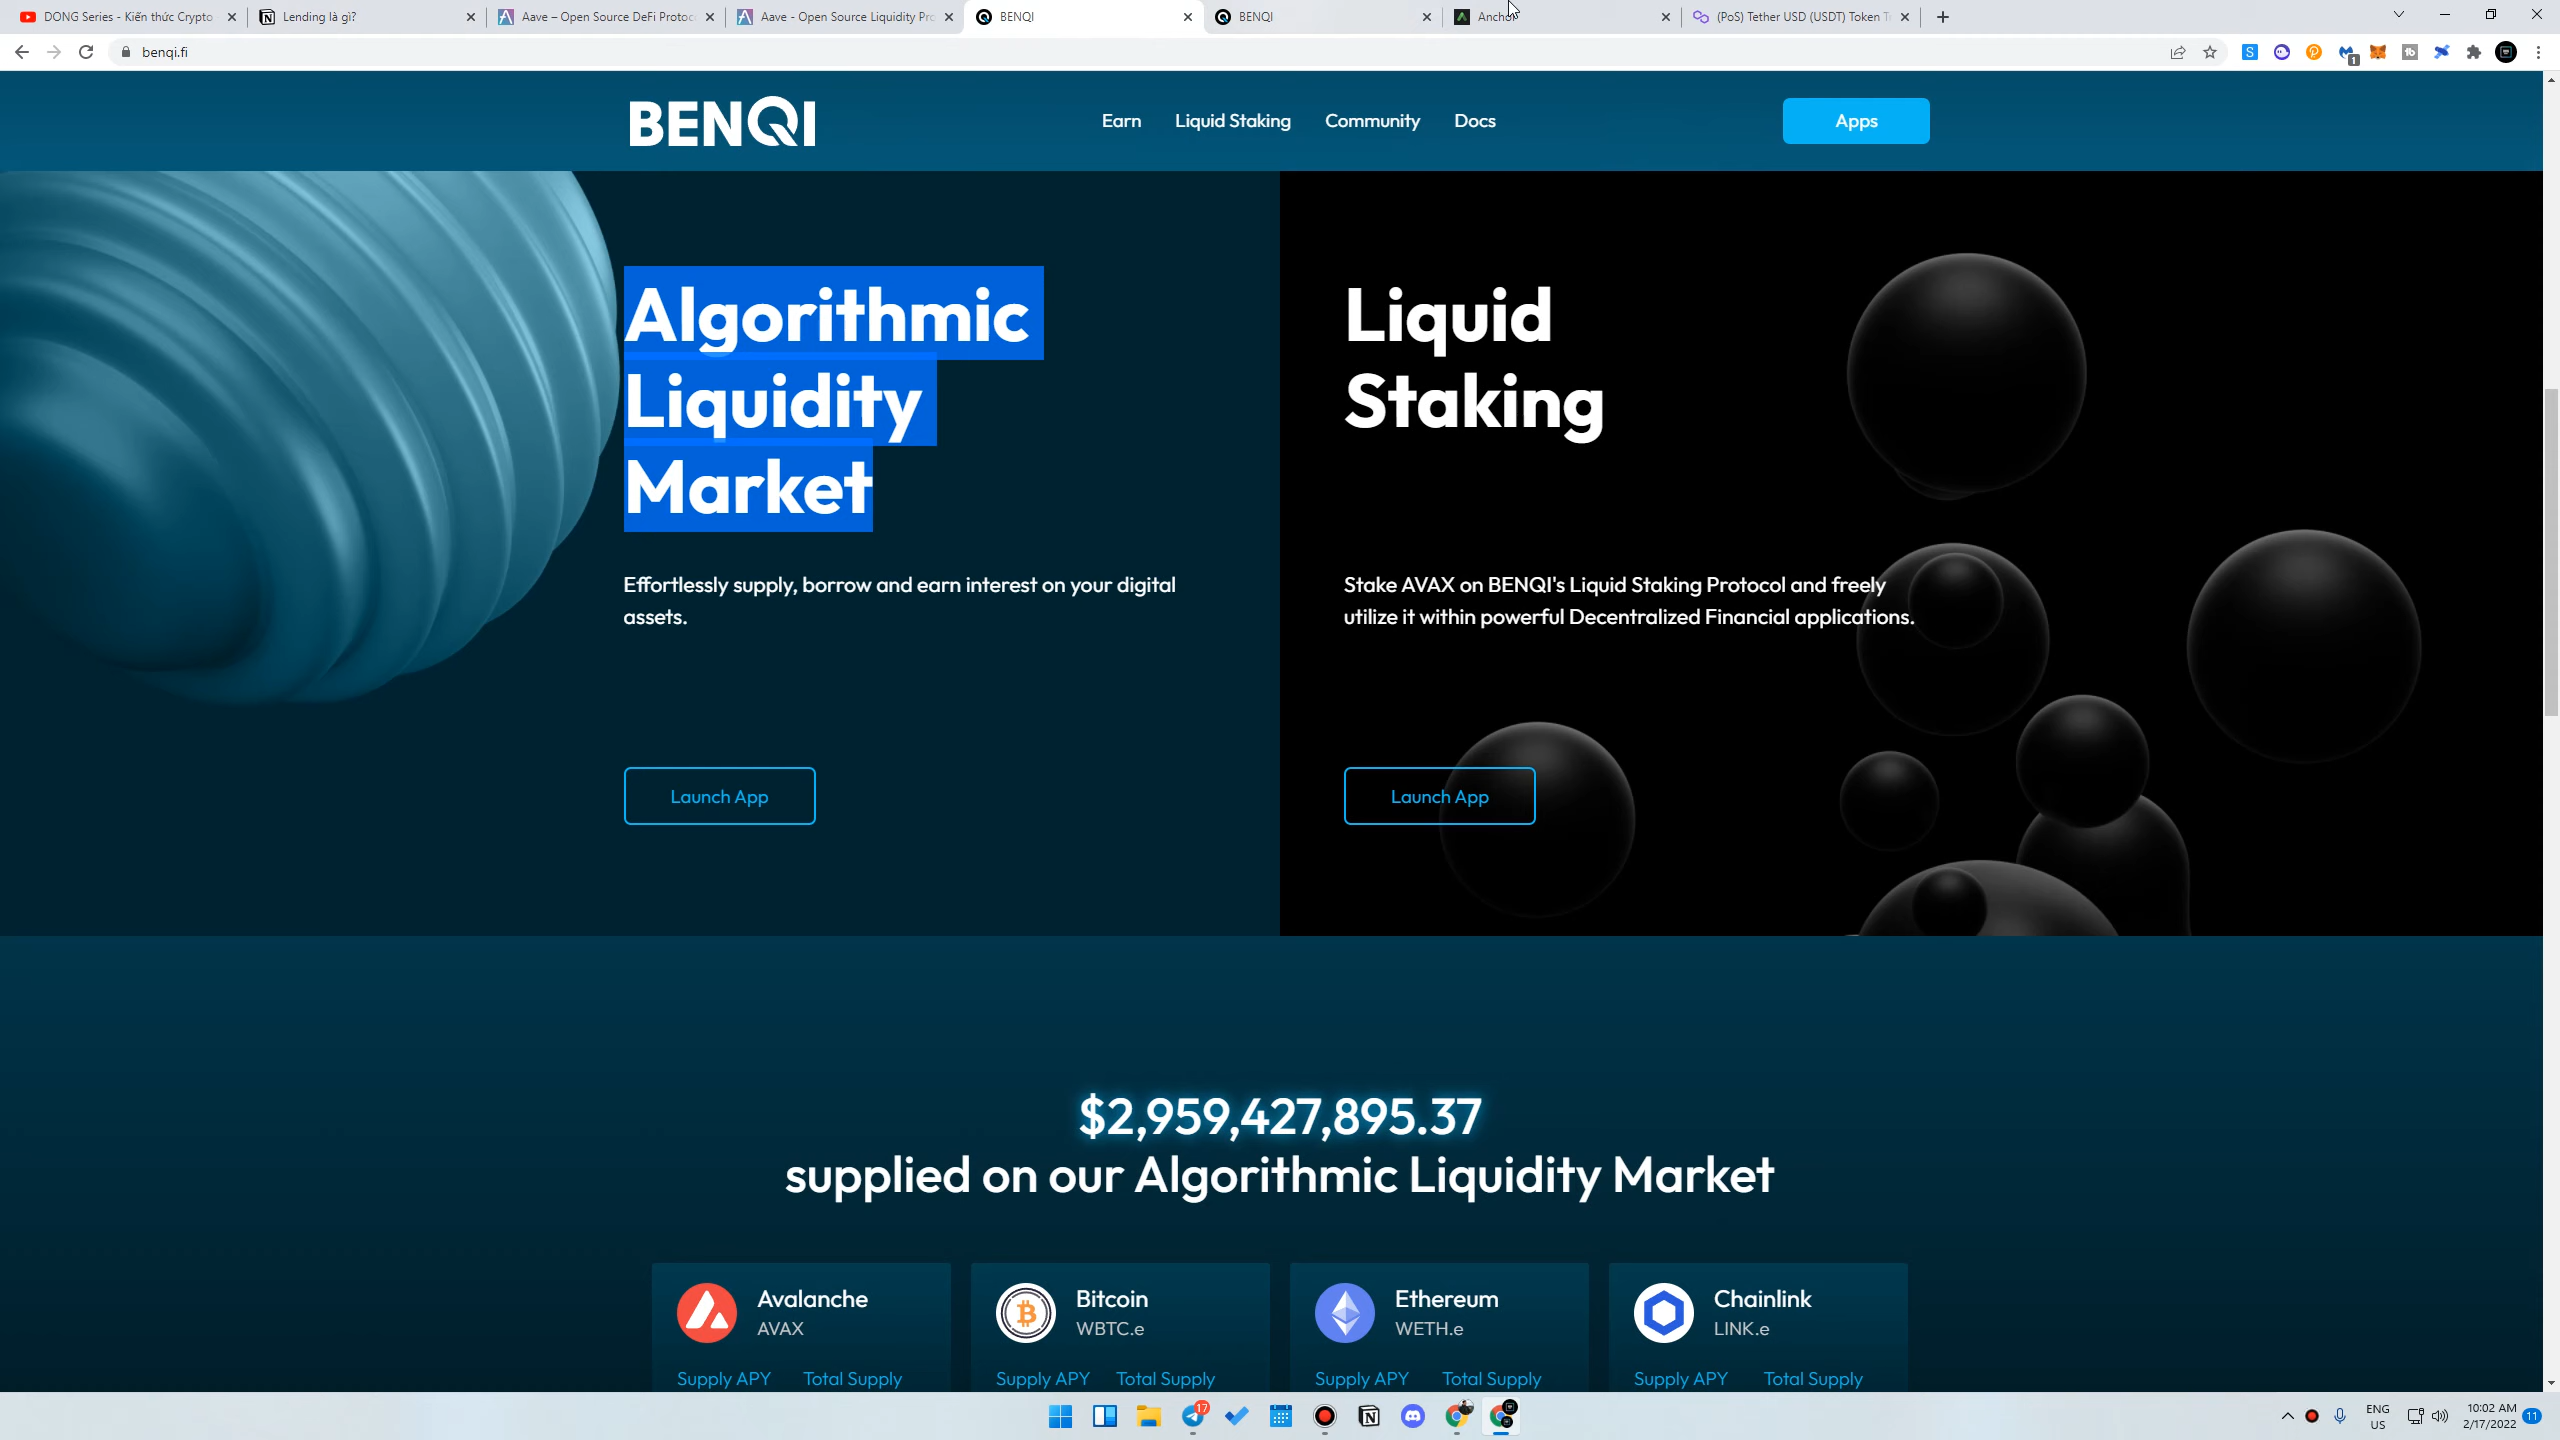 DONG Series - Kiến thức Crypto
Lending là gì?
Aave – Open Source DeFi Protoc
Aave - Open Source Liquidity Pro
BENQI
BENQI
Ancho
(PoS) Tether USD (USDT) Token T
benqi.fi
1
BENQI
Earn
Liquid Staking
Community
Docs
Apps
Algorithmic
Liquidity
Market
Effortlessly supply, borrow and earn interest on your digital
assets.
Launch App
Liquid
Staking
Stake AVAX on BENQI's Liquid Staking Protocol and freely
utilize it within powerful Decentralized Financial applications.
Launch App
$2,959,427,895.37
supplied on our Algorithmic Liquidity Market
Avalanche
AVAX
Supply APY Total Supply
Bitcoin
WBTC.e
Supply APY Total Supply
Ethereum
WETH.e
Supply APY Total Supply
Chainlink
LINK.e
Supply APY Total Supply
17
ENG
US
10:02 AM
2/17/2022
11